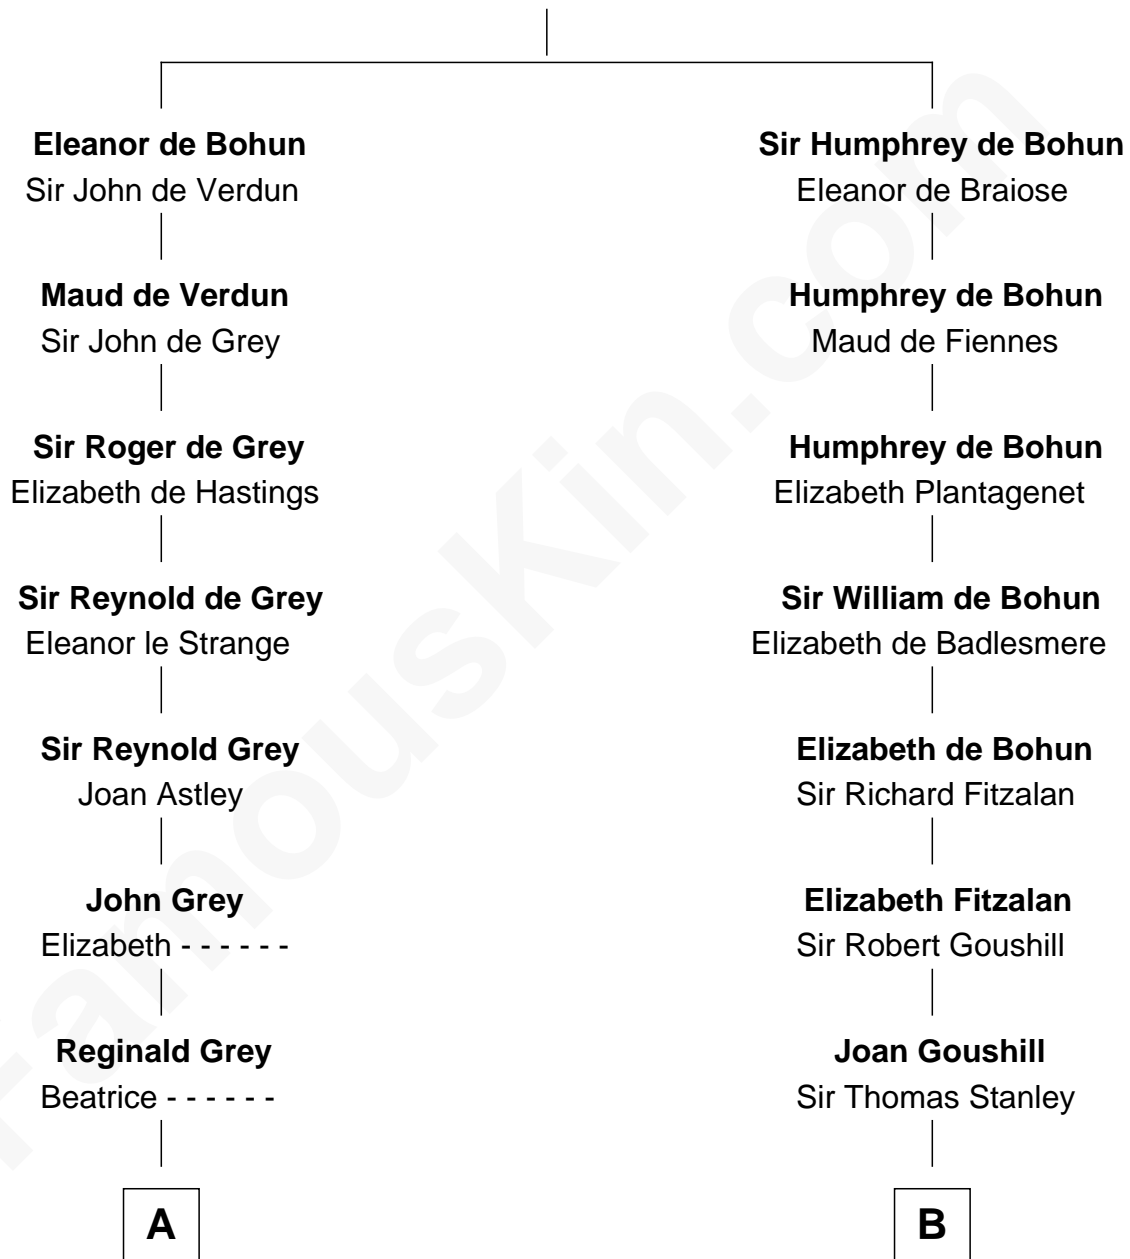 Eleanor de Bohun
Sir John de Verdun
Maud de Verdun
Sir John de Grey
Sir Roger de Grey
Elizabeth de Hastings
Sir Reynold de Grey
Eleanor le Strange
Sir Reynold Grey
Joan Astley
John Grey
Elizabeth - - - - - -
Reginald Grey
Beatrice - - - - - -
A
Sir Humphrey de Bohun
Eleanor de Braiose
Humphrey de Bohun
Maud de Fiennes
Humphrey de Bohun
Elizabeth Plantagenet
Sir William de Bohun
Elizabeth de Badlesmere
Elizabeth de Bohun
Sir Richard Fitzalan
Elizabeth Fitzalan
Sir Robert Goushill
Joan Goushill
Sir Thomas Stanley
B
FamousKin.com